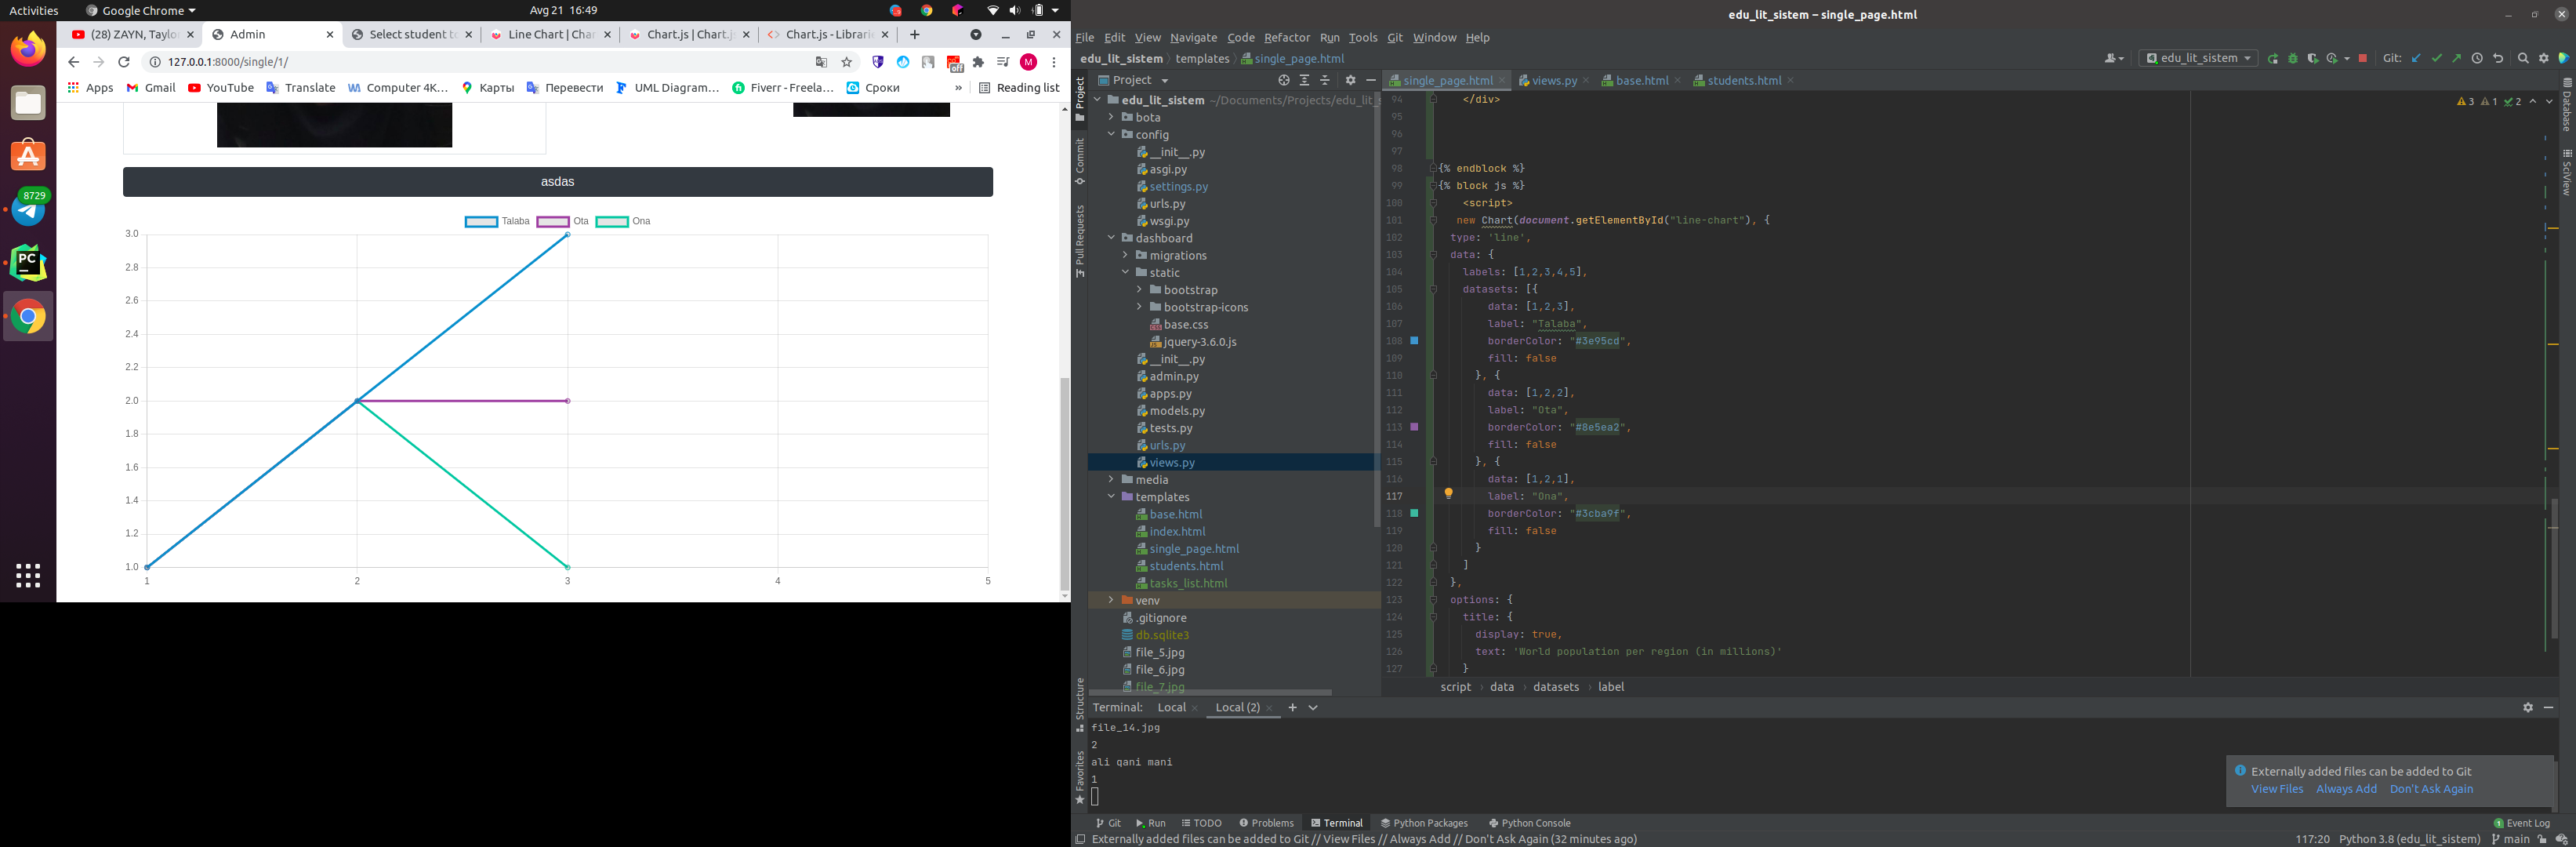 Activities
Google Chrome
Avg 21 16:49
(28) ZAYN, Taylo
Admin
Select student to
Line Chart | Char
Chart.js | Chart.js
Chart.js - Librarie
127.0.0.1:8000/single/1/
off
M
Apps
Gmail
YouTube
Translate
Computer 4K...
Карты
Перевести
UML Diagram...
Fiverr - Freela...
Сроки
»
Reading list
8729
asdas
Talaba
Ota
Ona
3.0
2.8
2.6
2.4
2.2
2.0
1.8
1.6
1.4
1.2
1.0
1
2
3
4
5
edu_lit_sistem – single_page.html
File Edit View Navigate Code Refactor Run Tools Git Window Help
edu_lit_sistem
templates
single_page.html
edu_lit_sistem
Git:
Project
Commit
Pull Requests
Structure
Favorites
Project
edu_lit_sistem ~/Documents/Projects/edu_lit_s
bota
config
__init__.py
asgi.py
settings.py
urls.py
wsgi.py
dashboard
migrations
static
bootstrap
bootstrap-icons
base.css
jquery-3.6.0.js
__init__.py
admin.py
apps.py
models.py
tests.py
urls.py
views.py
media
templates
base.html
index.html
single_page.html
students.html
tasks_list.html
venv
.gitignore
db.sqlite3
file_5.jpg
file_6.jpg
file_7.jpg
single_page.html
views.py
base.html
students.html
3 1 2
Database
SciView
94 </div>
95
96
97
98 {% endblock %}
99 {% block js %}
100 <script>
101 new Chart(document.getElementById("line-chart"), {
102 type: 'line',
103 data: {
104 labels: [1,2,3,4,5],
105 datasets: [{
106 data: [1,2,3],
107 label: "Talaba",
108 borderColor: "#3e95cd",
109 fill: false
110 }, {
111 data: [1,2,2],
112 label: "Ota",
113 borderColor: "#8e5ea2",
114 fill: false
115 }, {
116 data: [1,2,1],
117 label: "Ona",
118 borderColor: "#3cba9f",
119 fill: false
120 }
121 ]
122 },
123 options: {
124 title: {
125 display: true,
126 text: 'World population per region (in millions)'
127 }
script
data
datasets
label
Terminal:
Local
Local (2)
file_14.jpg
2
ali qani mani
1
Externally added files can be added to Git
View Files
Always Add
Don't Ask Again
Git
Run
TODO
Problems
Terminal
Python Packages
Python Console
1 Event Log
Externally added files can be added to Git // View Files // Always Add // Don't Ask Again (32 minutes ago)
117:20
Python 3.8 (edu_lit_sistem)
main